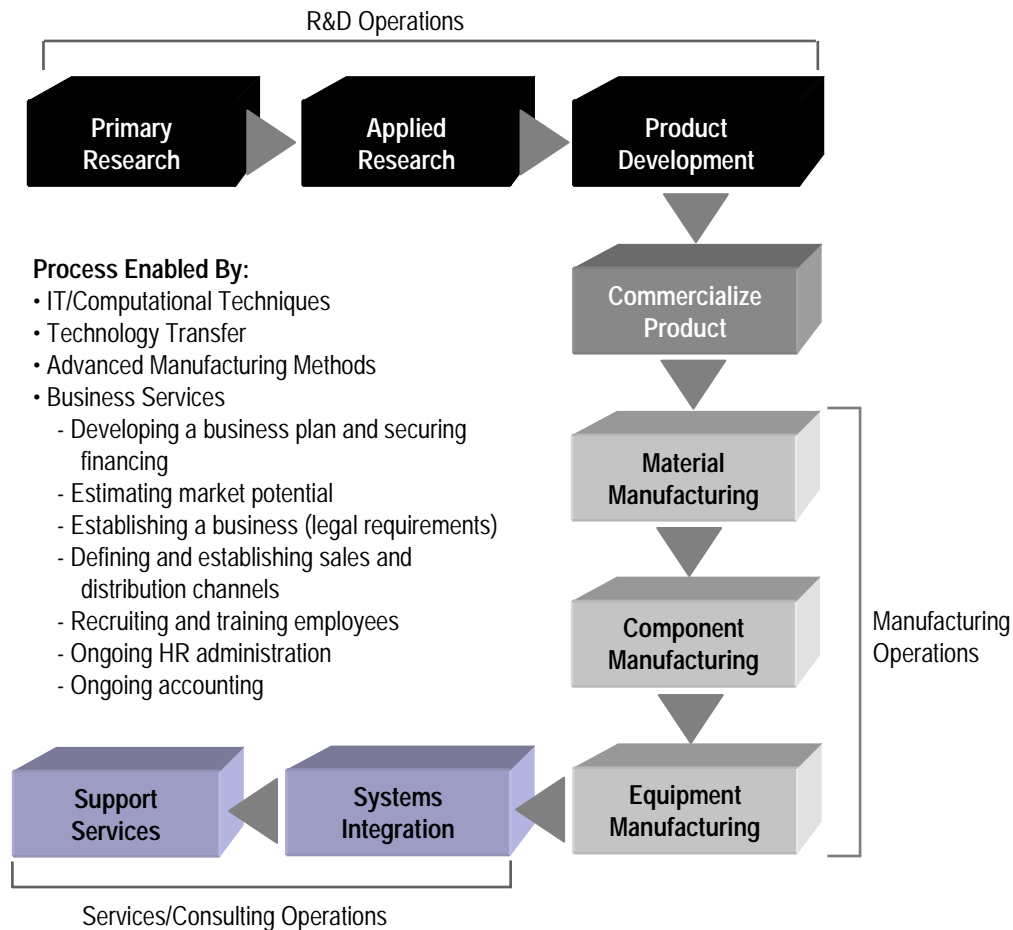 R&D Operations
Primary
Research
Applied
Research
Product
Development
Commercialize
Product
Process Enabled By:
• IT/Computational Techniques
• Technology Transfer
• Advanced Manufacturing Methods
• Business Services
- Developing a business plan and securing
financing
- Estimating market potential
- Establishing a business (legal requirements)
- Defining and establishing sales and
distribution channels
- Recruiting and training employees
- Ongoing HR administration
- Ongoing accounting
Material
Manufacturing
Component
Manufacturing
Manufacturing
Operations
Equipment
Manufacturing
Systems
Integration
Support
Services
Services/Consulting Operations